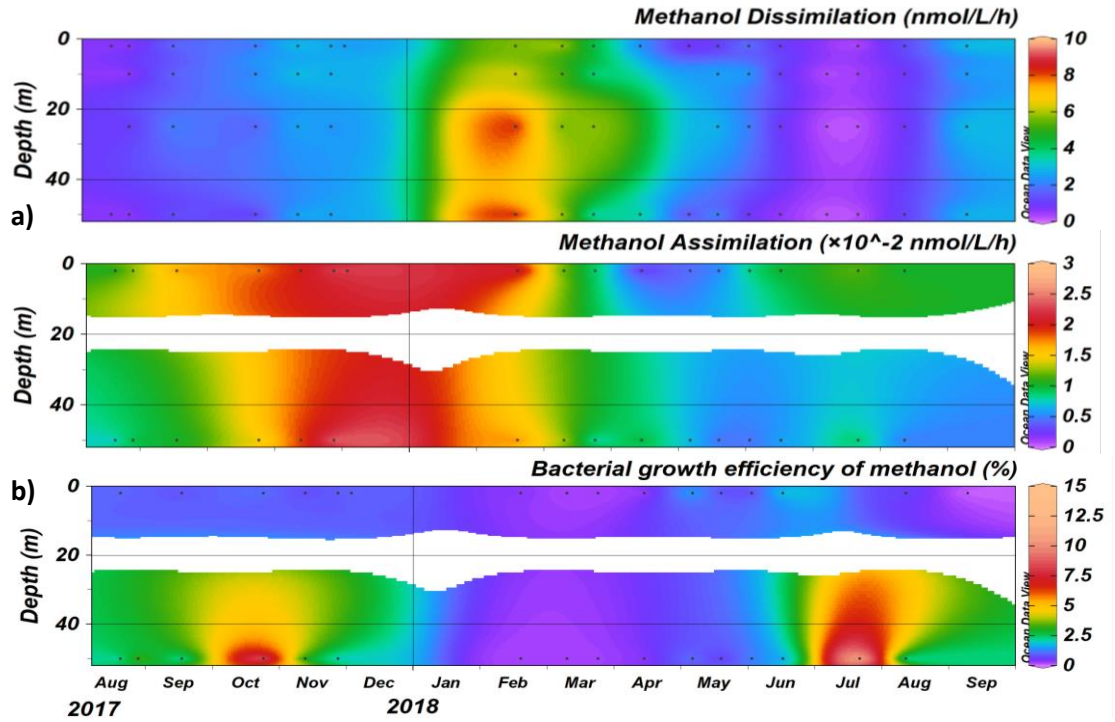 Methanol Dissimilation (nmol/L/h)
0
20
40
Depth (m)
10
8
6
4
2
0
Ocean Data View
a)
Methanol Assimilation (×10^-2 nmol/L/h)
0
20
40
Depth (m)
3
2.5
2
1.5
1
0.5
0
Ocean Data View
b)
Bacterial growth efficiency of methanol (%)
0
20
40
Depth (m)
15
12.5
10
7.5
5
2.5
0
Ocean Data View
Aug Sep Oct Nov Dec Jan Feb Mar Apr May Jun Jul Aug Sep
2017 2018